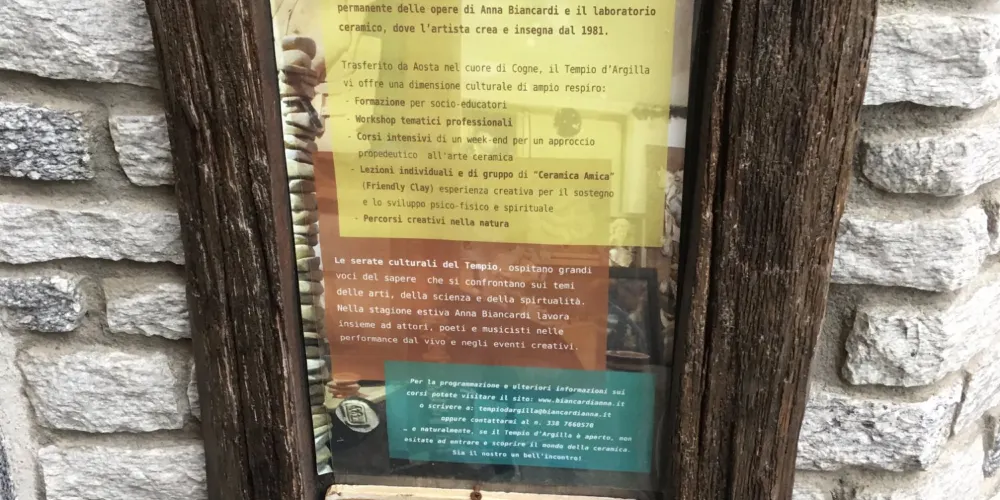 permanente delle opere di Anna Biancardi e il laboratorio
ceramico, dove l'artista crea e insegna dal 1981.
Trasferito da Aosta nel cuore di Cogne, il Tempio d'Argilla
vi offre una dimensione culturale di ampio respiro:
- Formazione per socio-educatori
- Workshop tematici professionali
- Corsi intensivi di un week-end per un approccio
propedeutico all'arte ceramica
- Lezioni individuali e di gruppo di "Ceramica Amica"
(Friendly Clay) esperienza creativa per il sostegno
e lo sviluppo psico-fisico e spirituale
- Percorsi creativi nella natura
Le serate culturali del Tempio, ospitano grandi
voci del sapere che si confrontano sui temi
delle arti, della scienza e della spirtualità.
Nella stagione estiva Anna Biancardi lavora
insieme ad attori, poeti e musicisti nelle
performance dal vivo e negli eventi creativi.
Per la programmazione e ulteriori informazioni sui
corsi potete visitare il sito: www.biancardianna.it
o scrivere a: tempiodargilla@biancardianna.it
oppure contattarmi al n. 338 7660570
… e naturalmente, se il Tempio d'Argilla è aperto, non
esitate ad entrare e scoprire il mondo della ceramica.
Sia il nostro un bell'incontro!